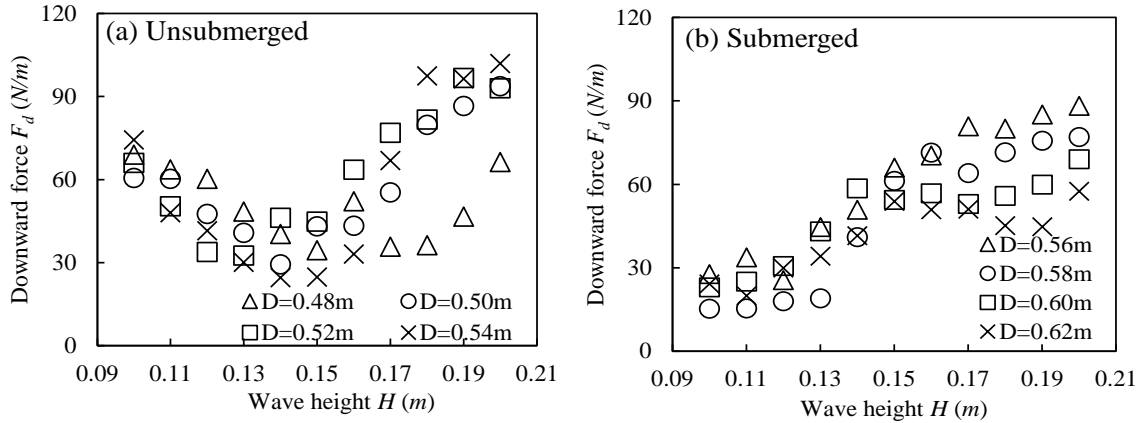 (a) Unsubmerged
Downward force F_d (N/m)
120
90
60
30
0
D=0.48m
D=0.50m
D=0.52m
D=0.54m
0.09 0.11 0.13 0.15 0.17 0.19 0.21
Wave height H (m)
(b) Submerged
Downward force F_d (N/m)
120
90
60
30
0
D=0.56m
D=0.58m
D=0.60m
D=0.62m
0.09 0.11 0.13 0.15 0.17 0.19 0.21
Wave height H (m)